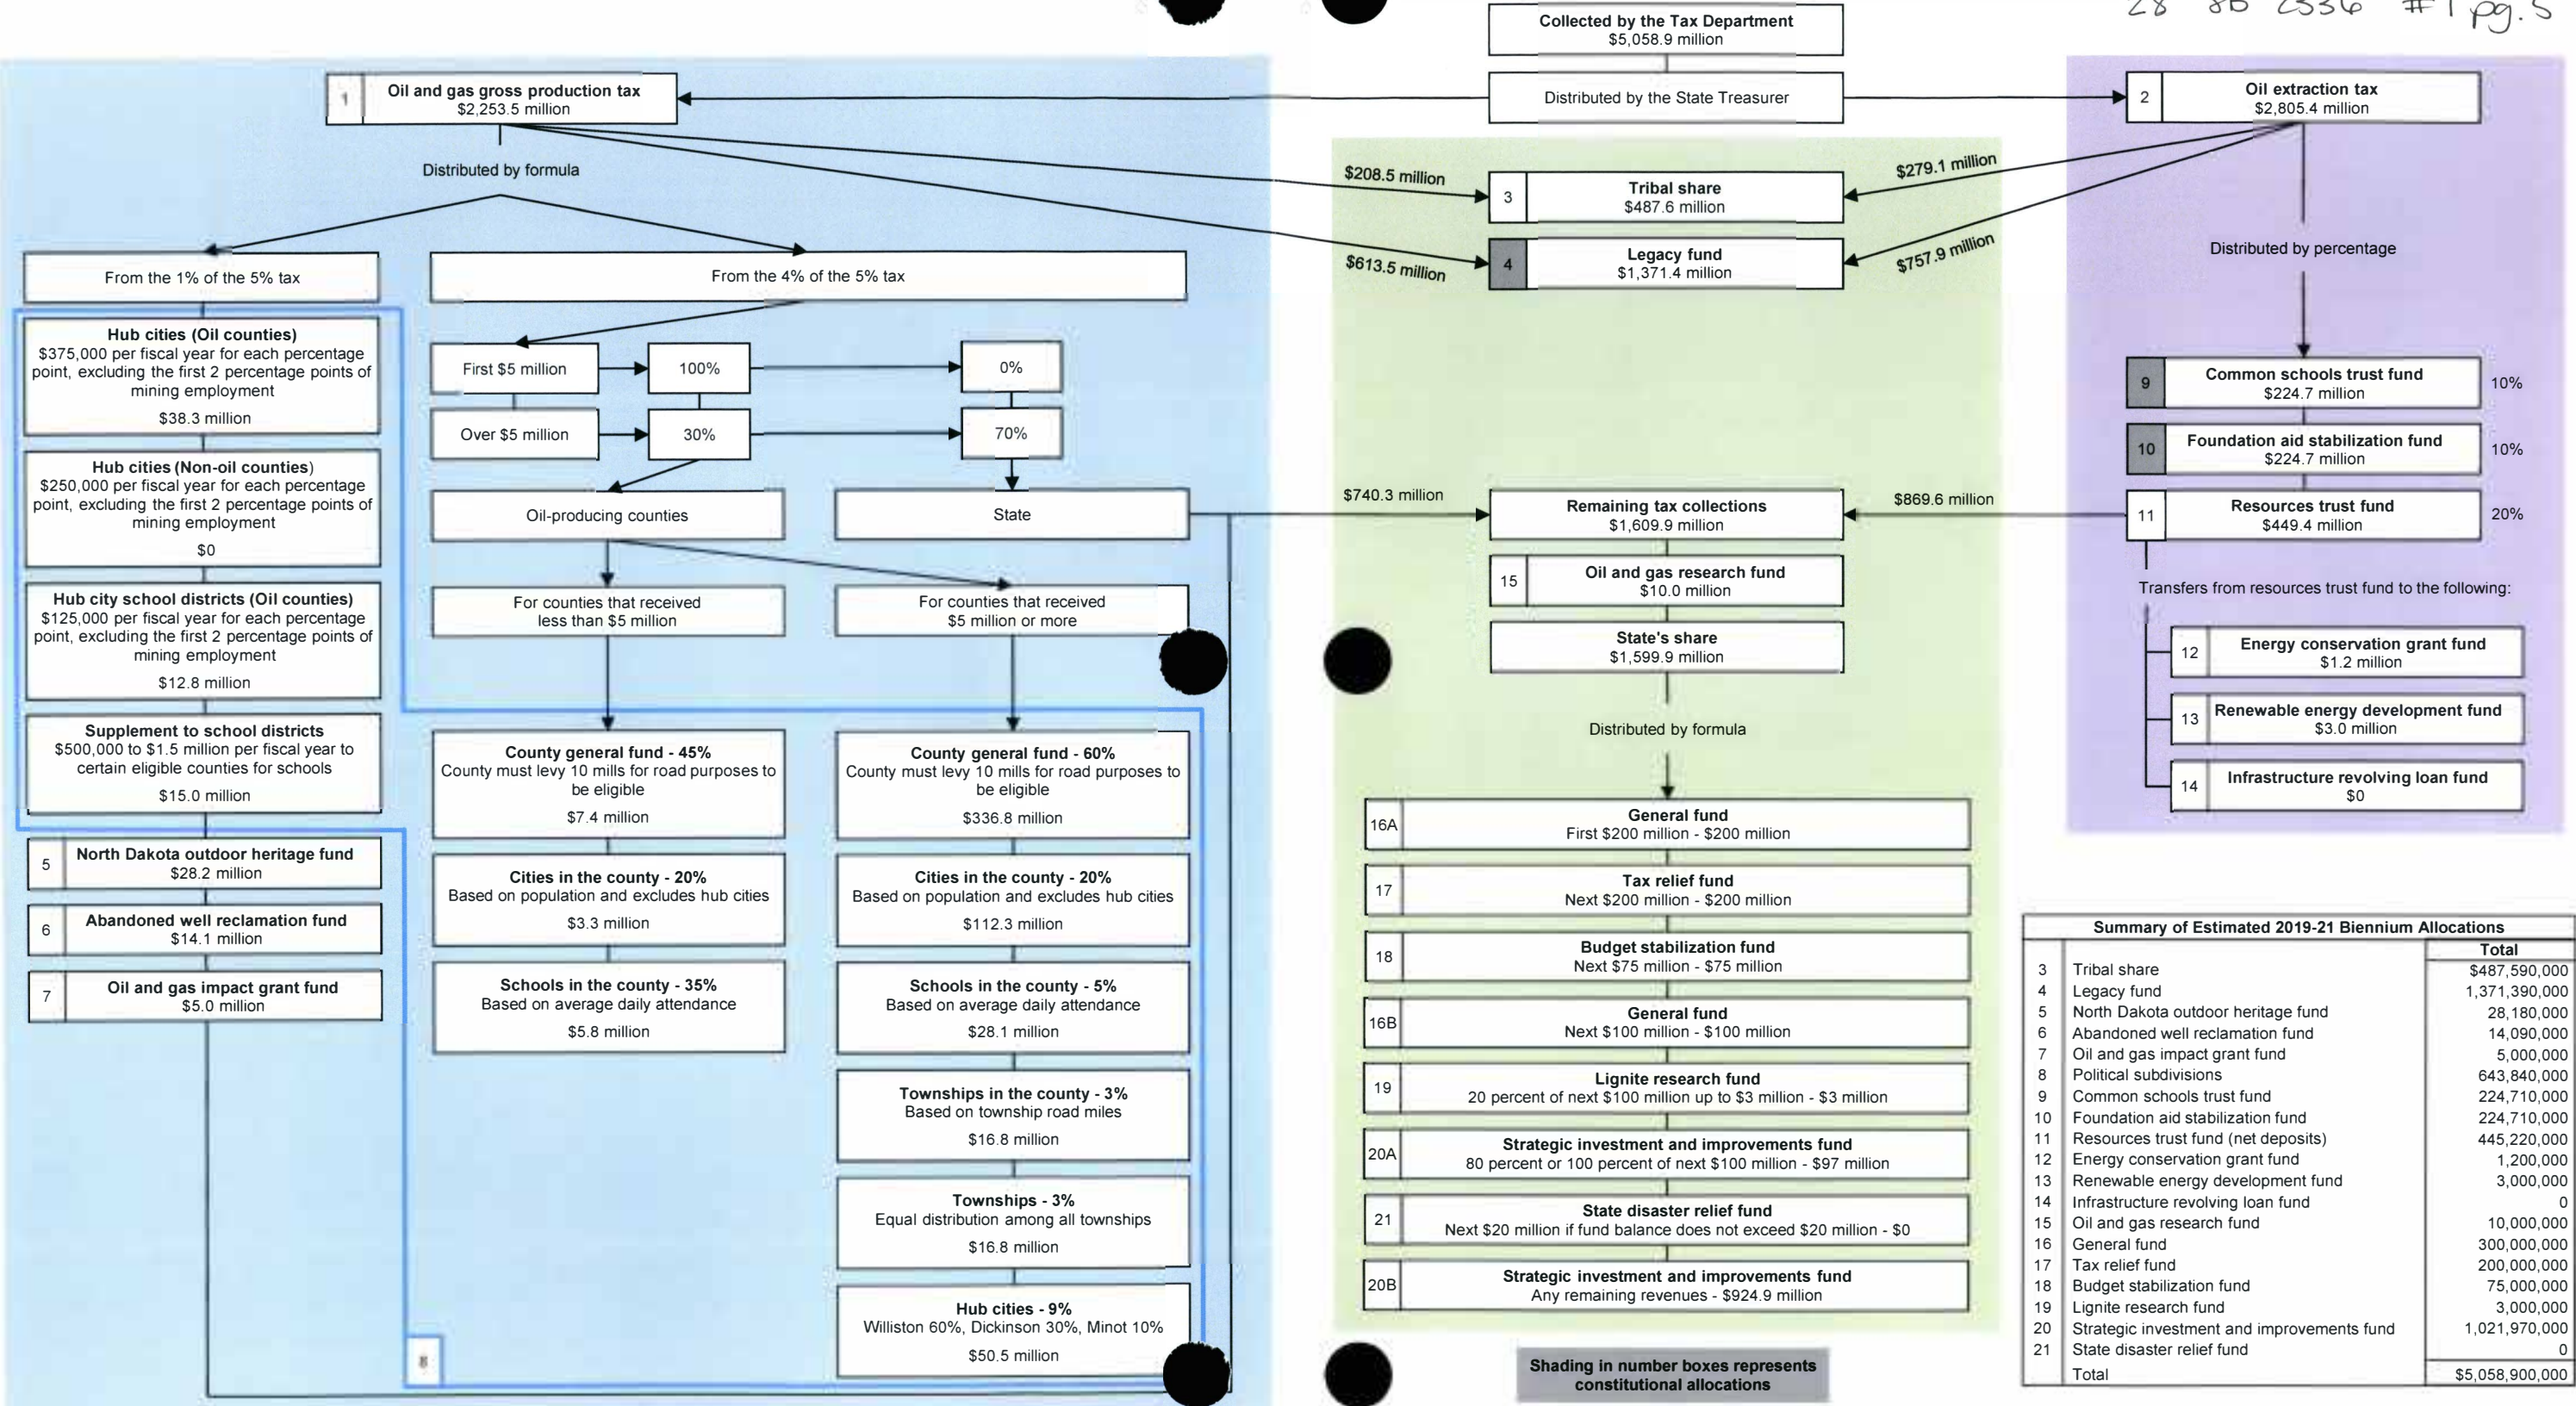 28 SB 2336 #1 pg.5
Collected by the Tax Department
$5,058.9 million
Distributed by the State Treasurer
1
Oil and gas gross production tax
$2,253.5 million
2
Oil extraction tax
$2,805.4 million
Distributed by formula
$208.5 million
$279.1 million
3
Tribal share
$487.6 million
$613.5 million
$757.9 million
4
Legacy fund
$1,371.4 million
Distributed by percentage
From the 1% of the 5% tax
From the 4% of the 5% tax
Hub cities (Oil counties)
$375,000 per fiscal year for each percentage
point, excluding the first 2 percentage points of
mining employment
$38.3 million
Hub cities (Non-oil counties)
$250,000 per fiscal year for each percentage
point, excluding the first 2 percentage points of
mining employment
$0
Hub city school districts (Oil counties)
$125,000 per fiscal year for each percentage
point, excluding the first 2 percentage points of
mining employment
$12.8 million
Supplement to school districts
$500,000 to $1.5 million per fiscal year to
certain eligible counties for schools
$15.0 million
5
North Dakota outdoor heritage fund
$28.2 million
6
Abandoned well reclamation fund
$14.1 million
7
Oil and gas impact grant fund
$5.0 million
First $5 million
100%
0%
Over $5 million
30%
70%
Oil-producing counties
State
For counties that received
less than $5 million
For counties that received
$5 million or more
County general fund - 45%
County must levy 10 mills for road purposes to
be eligible
$7.4 million
Cities in the county - 20%
Based on population and excludes hub cities
$3.3 million
Schools in the county - 35%
Based on average daily attendance
$5.8 million
County general fund - 60%
County must levy 10 mills for road purposes to
be eligible
$336.8 million
Cities in the county - 20%
Based on population and excludes hub cities
$112.3 million
Schools in the county - 5%
Based on average daily attendance
$28.1 million
Townships in the county - 3%
Based on township road miles
$16.8 million
Townships - 3%
Equal distribution among all townships
$16.8 million
Hub cities - 9%
Williston 60%, Dickinson 30%, Minot 10%
$50.5 million
8
$740.3 million
$869.6 million
Remaining tax collections
$1,609.9 million
15
Oil and gas research fund
$10.0 million
State's share
$1,599.9 million
Distributed by formula
16A
General fund
First $200 million - $200 million
17
Tax relief fund
Next $200 million - $200 million
18
Budget stabilization fund
Next $75 million - $75 million
16B
General fund
Next $100 million - $100 million
19
Lignite research fund
20 percent of next $100 million up to $3 million - $3 million
20A
Strategic investment and improvements fund
80 percent or 100 percent of next $100 million - $97 million
21
State disaster relief fund
Next $20 million if fund balance does not exceed $20 million - $0
20B
Strategic investment and improvements fund
Any remaining revenues - $924.9 million
Shading in number boxes represents
constitutional allocations
9
Common schools trust fund
$224.7 million
10%
10
Foundation aid stabilization fund
$224.7 million
10%
11
Resources trust fund
$449.4 million
20%
Transfers from resources trust fund to the following:
12
Energy conservation grant fund
$1.2 million
13
Renewable energy development fund
$3.0 million
14
Infrastructure revolving loan fund
$0
Summary of Estimated 2019-21 Biennium Allocations
Total
3 Tribal share $487,590,000
4 Legacy fund 1,371,390,000
5 North Dakota outdoor heritage fund 28,180,000
6 Abandoned well reclamation fund 14,090,000
7 Oil and gas impact grant fund 5,000,000
8 Political subdivisions 643,840,000
9 Common schools trust fund 224,710,000
10 Foundation aid stabilization fund 224,710,000
11 Resources trust fund (net deposits) 445,220,000
12 Energy conservation grant fund 1,200,000
13 Renewable energy development fund 3,000,000
14 Infrastructure revolving loan fund 0
15 Oil and gas research fund 10,000,000
16 General fund 300,000,000
17 Tax relief fund 200,000,000
18 Budget stabilization fund 75,000,000
19 Lignite research fund 3,000,000
20 Strategic investment and improvements fund 1,021,970,000
21 State disaster relief fund 0
Total $5,058,900,000